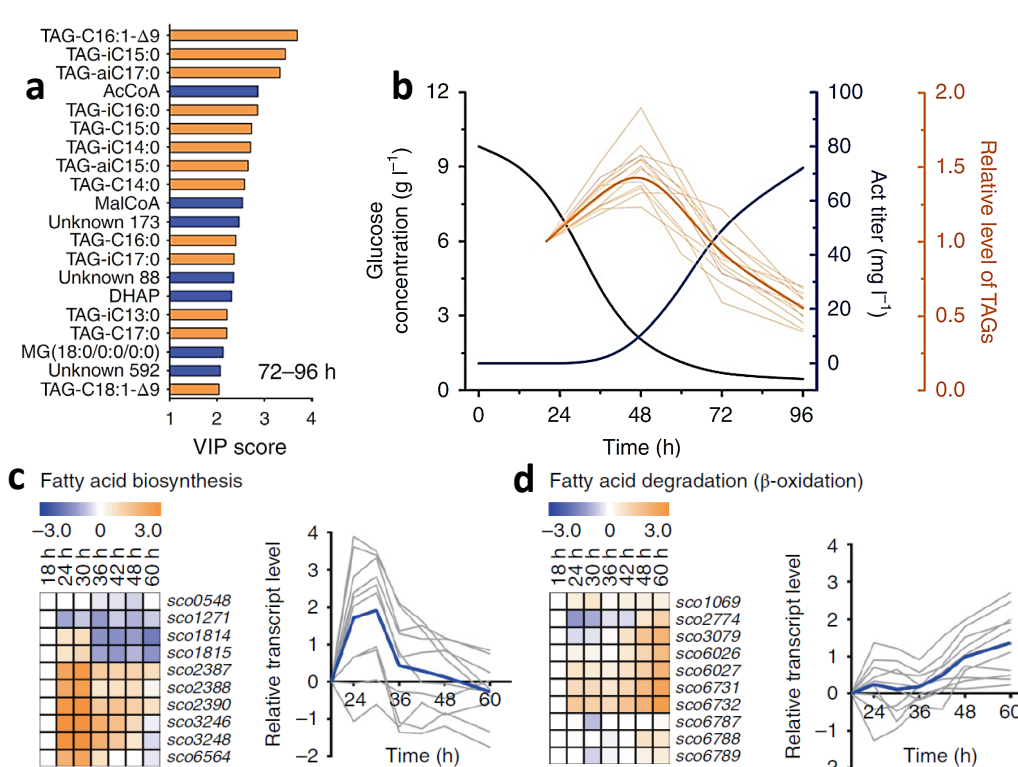 a
TAG-C16:1-Δ9
TAG-iC15:0
TAG-aiC17:0
AcCoA
TAG-iC16:0
TAG-C15:0
TAG-iC14:0
TAG-aiC15:0
TAG-C14:0
MalCoA
Unknown 173
TAG-C16:0
TAG-iC17:0
Unknown 88
DHAP
TAG-iC13:0
TAG-C17:0
MG(18:0/0:0/0:0)
Unknown 592
TAG-C18:1-Δ9
72–96 h
1 2 3 4
VIP score
b
Glucose
concentration (g l⁻¹)
12
9
6
3
0
0 24 48 72 96
Time (h)
100
80
60
40
20
0
Act titer (mg l⁻¹)
2.0
1.5
1.0
0.5
0.0
Relative level of TAGs
c Fatty acid biosynthesis
–3.0 0 3.0
18 h 24 h 30 h 36 h 42 h 48 h 60 h
sco0548
sco1271
sco1814
sco1815
sco2387
sco2388
sco2390
sco3246
sco3248
sco6564
Relative transcript level
4
3
2
1
0
–1
–2
24 36 48 60
Time (h)
d Fatty acid degradation (β-oxidation)
–3.0 0 3.0
18 h 24 h 30 h 36 h 42 h 48 h 60 h
sco1069
sco2774
sco3079
sco6026
sco6027
sco6731
sco6732
sco6787
sco6788
sco6789
Relative transcript level
4
3
2
1
0
–1
24 36 48 60
Time (h)